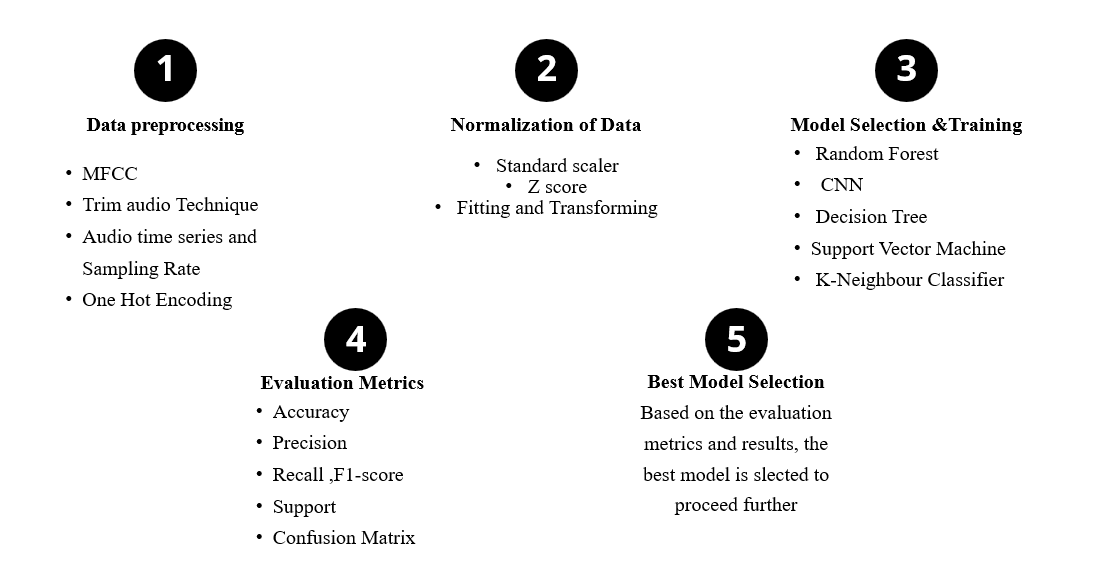 1
Data preprocessing
• MFCC
• Trim audio Technique
• Audio time series and
Sampling Rate
• One Hot Encoding
2
Normalization of Data
• Standard scaler
• Z score
• Fitting and Transforming
3
Model Selection &Training
• Random Forest
• CNN
• Decision Tree
• Support Vector Machine
• K-Neighbour Classifier
4
Evaluation Metrics
• Accuracy
• Precision
• Recall ,F1-score
• Support
• Confusion Matrix
5
Best Model Selection
Based on the evaluation
metrics and results, the
best model is slected to
proceed further